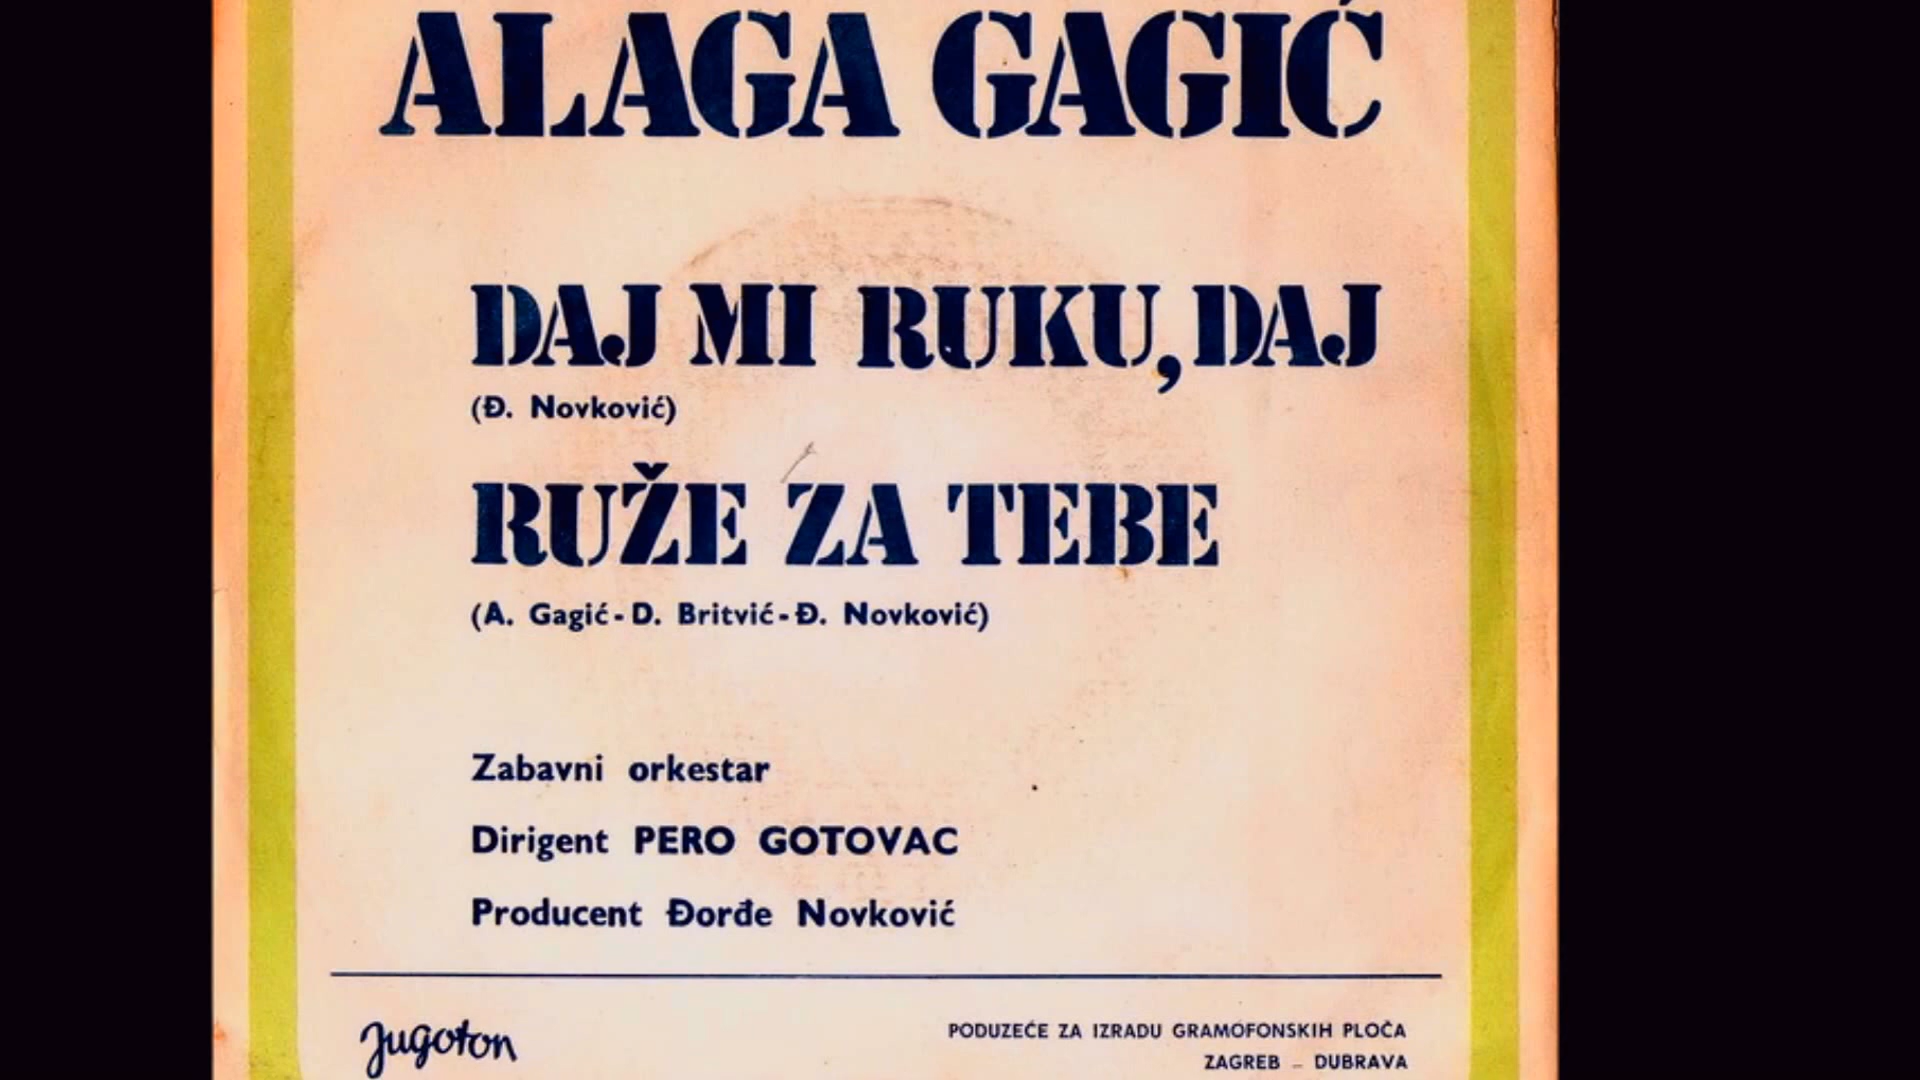 ALAGA GAGIĆ
DAJ MI RUKU, DAJ
(Đ. Novković)
RUŽE ZA TEBE
(A. Gagić - D. Britvić - Đ. Novković)
Zabavni orkestar
Dirigent PERO GOTOVAC
Producent Đorđe Novković
Jugoton
PODUZEĆE ZA IZRADU GRAMOFONSKIH PLOČA
ZAGREB – DUBRAVA